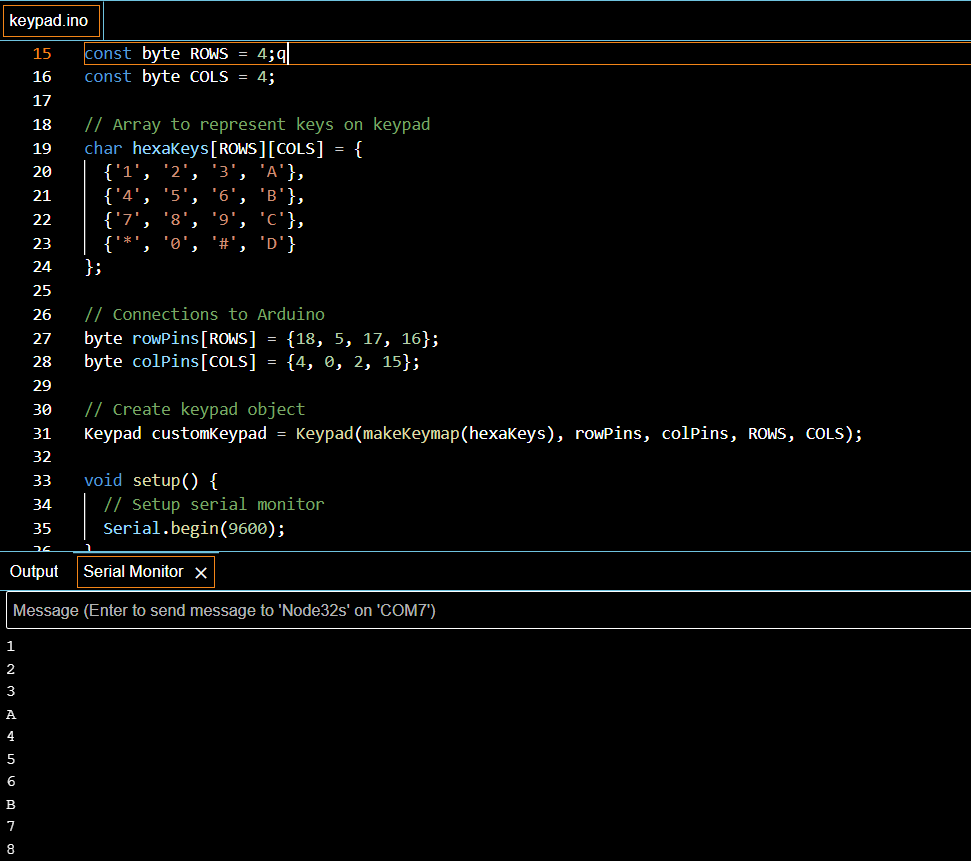 keypad.ino
15 const byte ROWS = 4;q
16 const byte COLS = 4;
17
18 // Array to represent keys on keypad
19 char hexaKeys[ROWS][COLS] = {
20 {'1', '2', '3', 'A'},
21 {'4', '5', '6', 'B'},
22 {'7', '8', '9', 'C'},
23 {'*', '0', '#', 'D'}
24 };
25
26 // Connections to Arduino
27 byte rowPins[ROWS] = {18, 5, 17, 16};
28 byte colPins[COLS] = {4, 0, 2, 15};
29
30 // Create keypad object
31 Keypad customKeypad = Keypad(makeKeymap(hexaKeys), rowPins, colPins, ROWS, COLS);
32
33 void setup() {
34 // Setup serial monitor
35 Serial.begin(9600);
36 }
Output Serial Monitor ×
Message (Enter to send message to 'Node32s' on 'COM7')
1
2
3
A
4
5
6
B
7
8